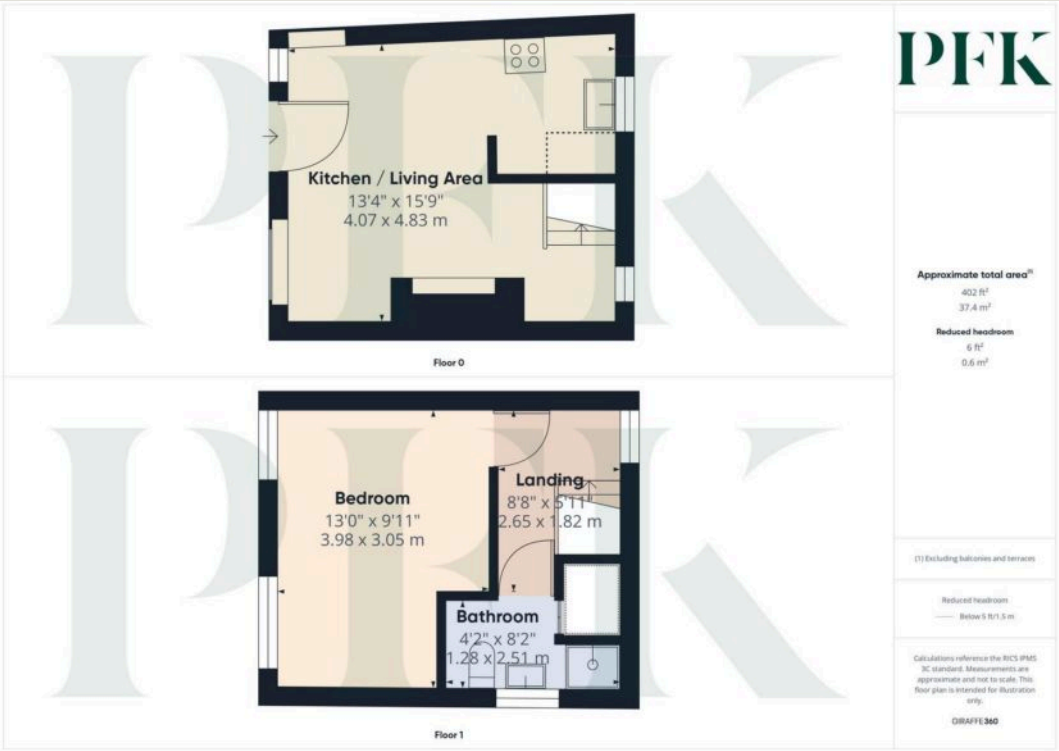 PFK
Kitchen / Living Area
13'4" x 15'9"
4.07 x 4.83 m
Floor 0
PFK
Bedroom
13'0" x 9'11"
3.98 x 3.05 m
Landing
8'8" x 5'11"
2.65 x 1.82 m
Bathroom
4'2" x 8'2"
1.28 x 2.51 m
Floor 1
PFK
Approximate total area(1)
402 ft²
37.4 m²
Reduced headroom
6 ft²
0.6 m²
(1) Excluding balconies and terraces
Reduced headroom
Below 5 ft/1.5 m
Calculations reference the RICS IPMS
3C standard. Measurements are
approximate and not to scale. This
floor plan is intended for illustration
only.
GIRAFFE360